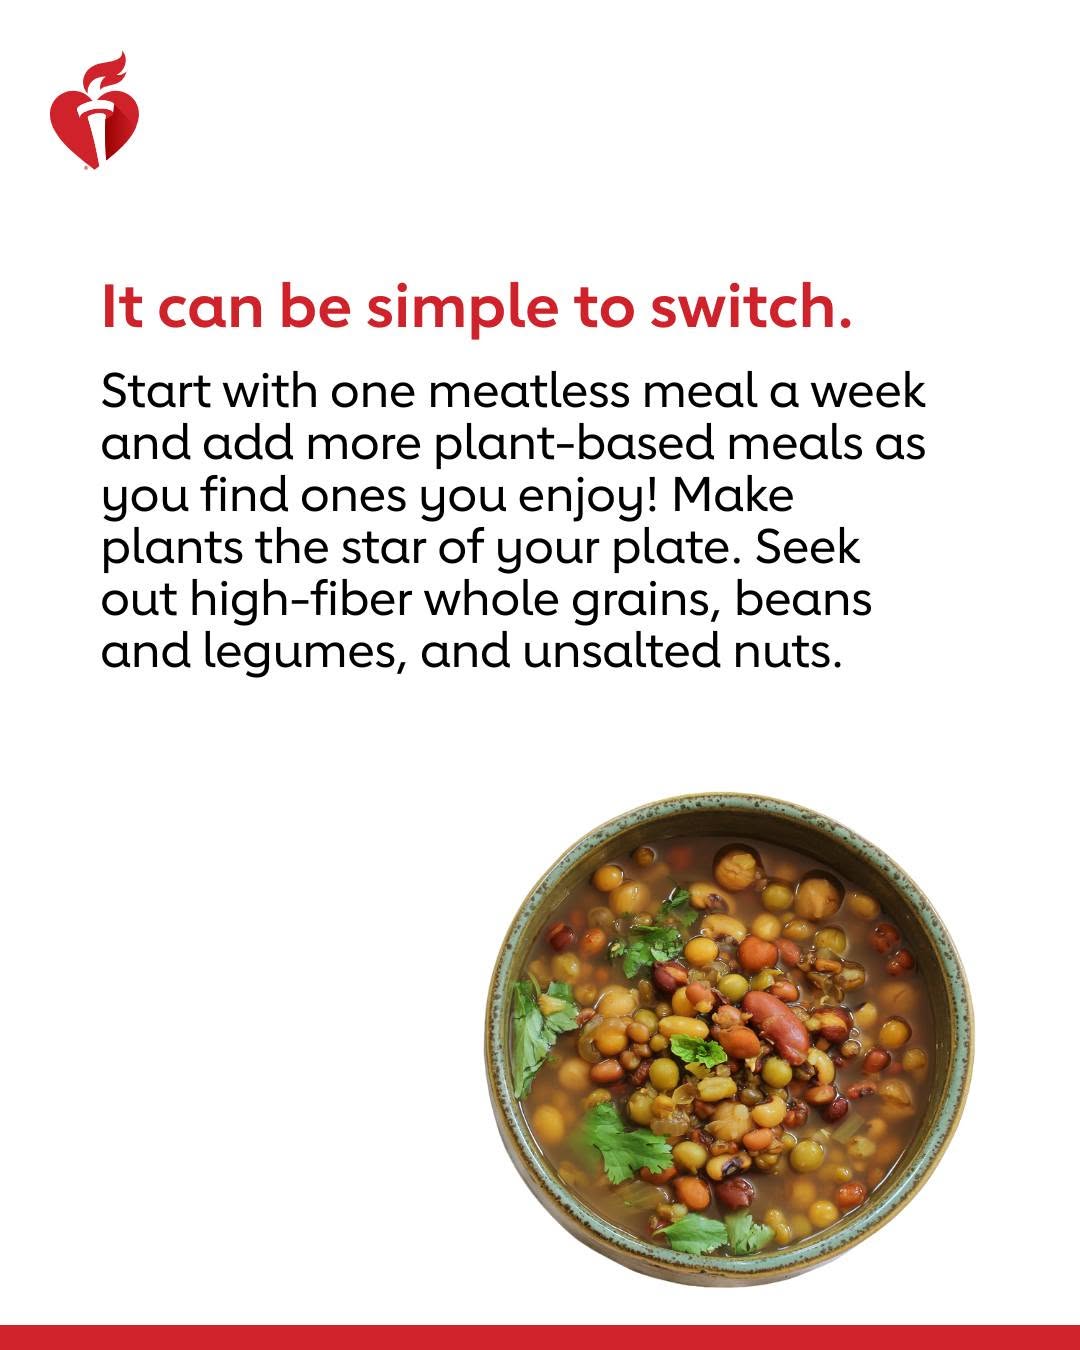 It can be simple to switch.
Start with one meatless meal a week
and add more plant-based meals as
you find ones you enjoy! Make
plants the star of your plate. Seek
out high-fiber whole grains, beans
and legumes, and unsalted nuts.